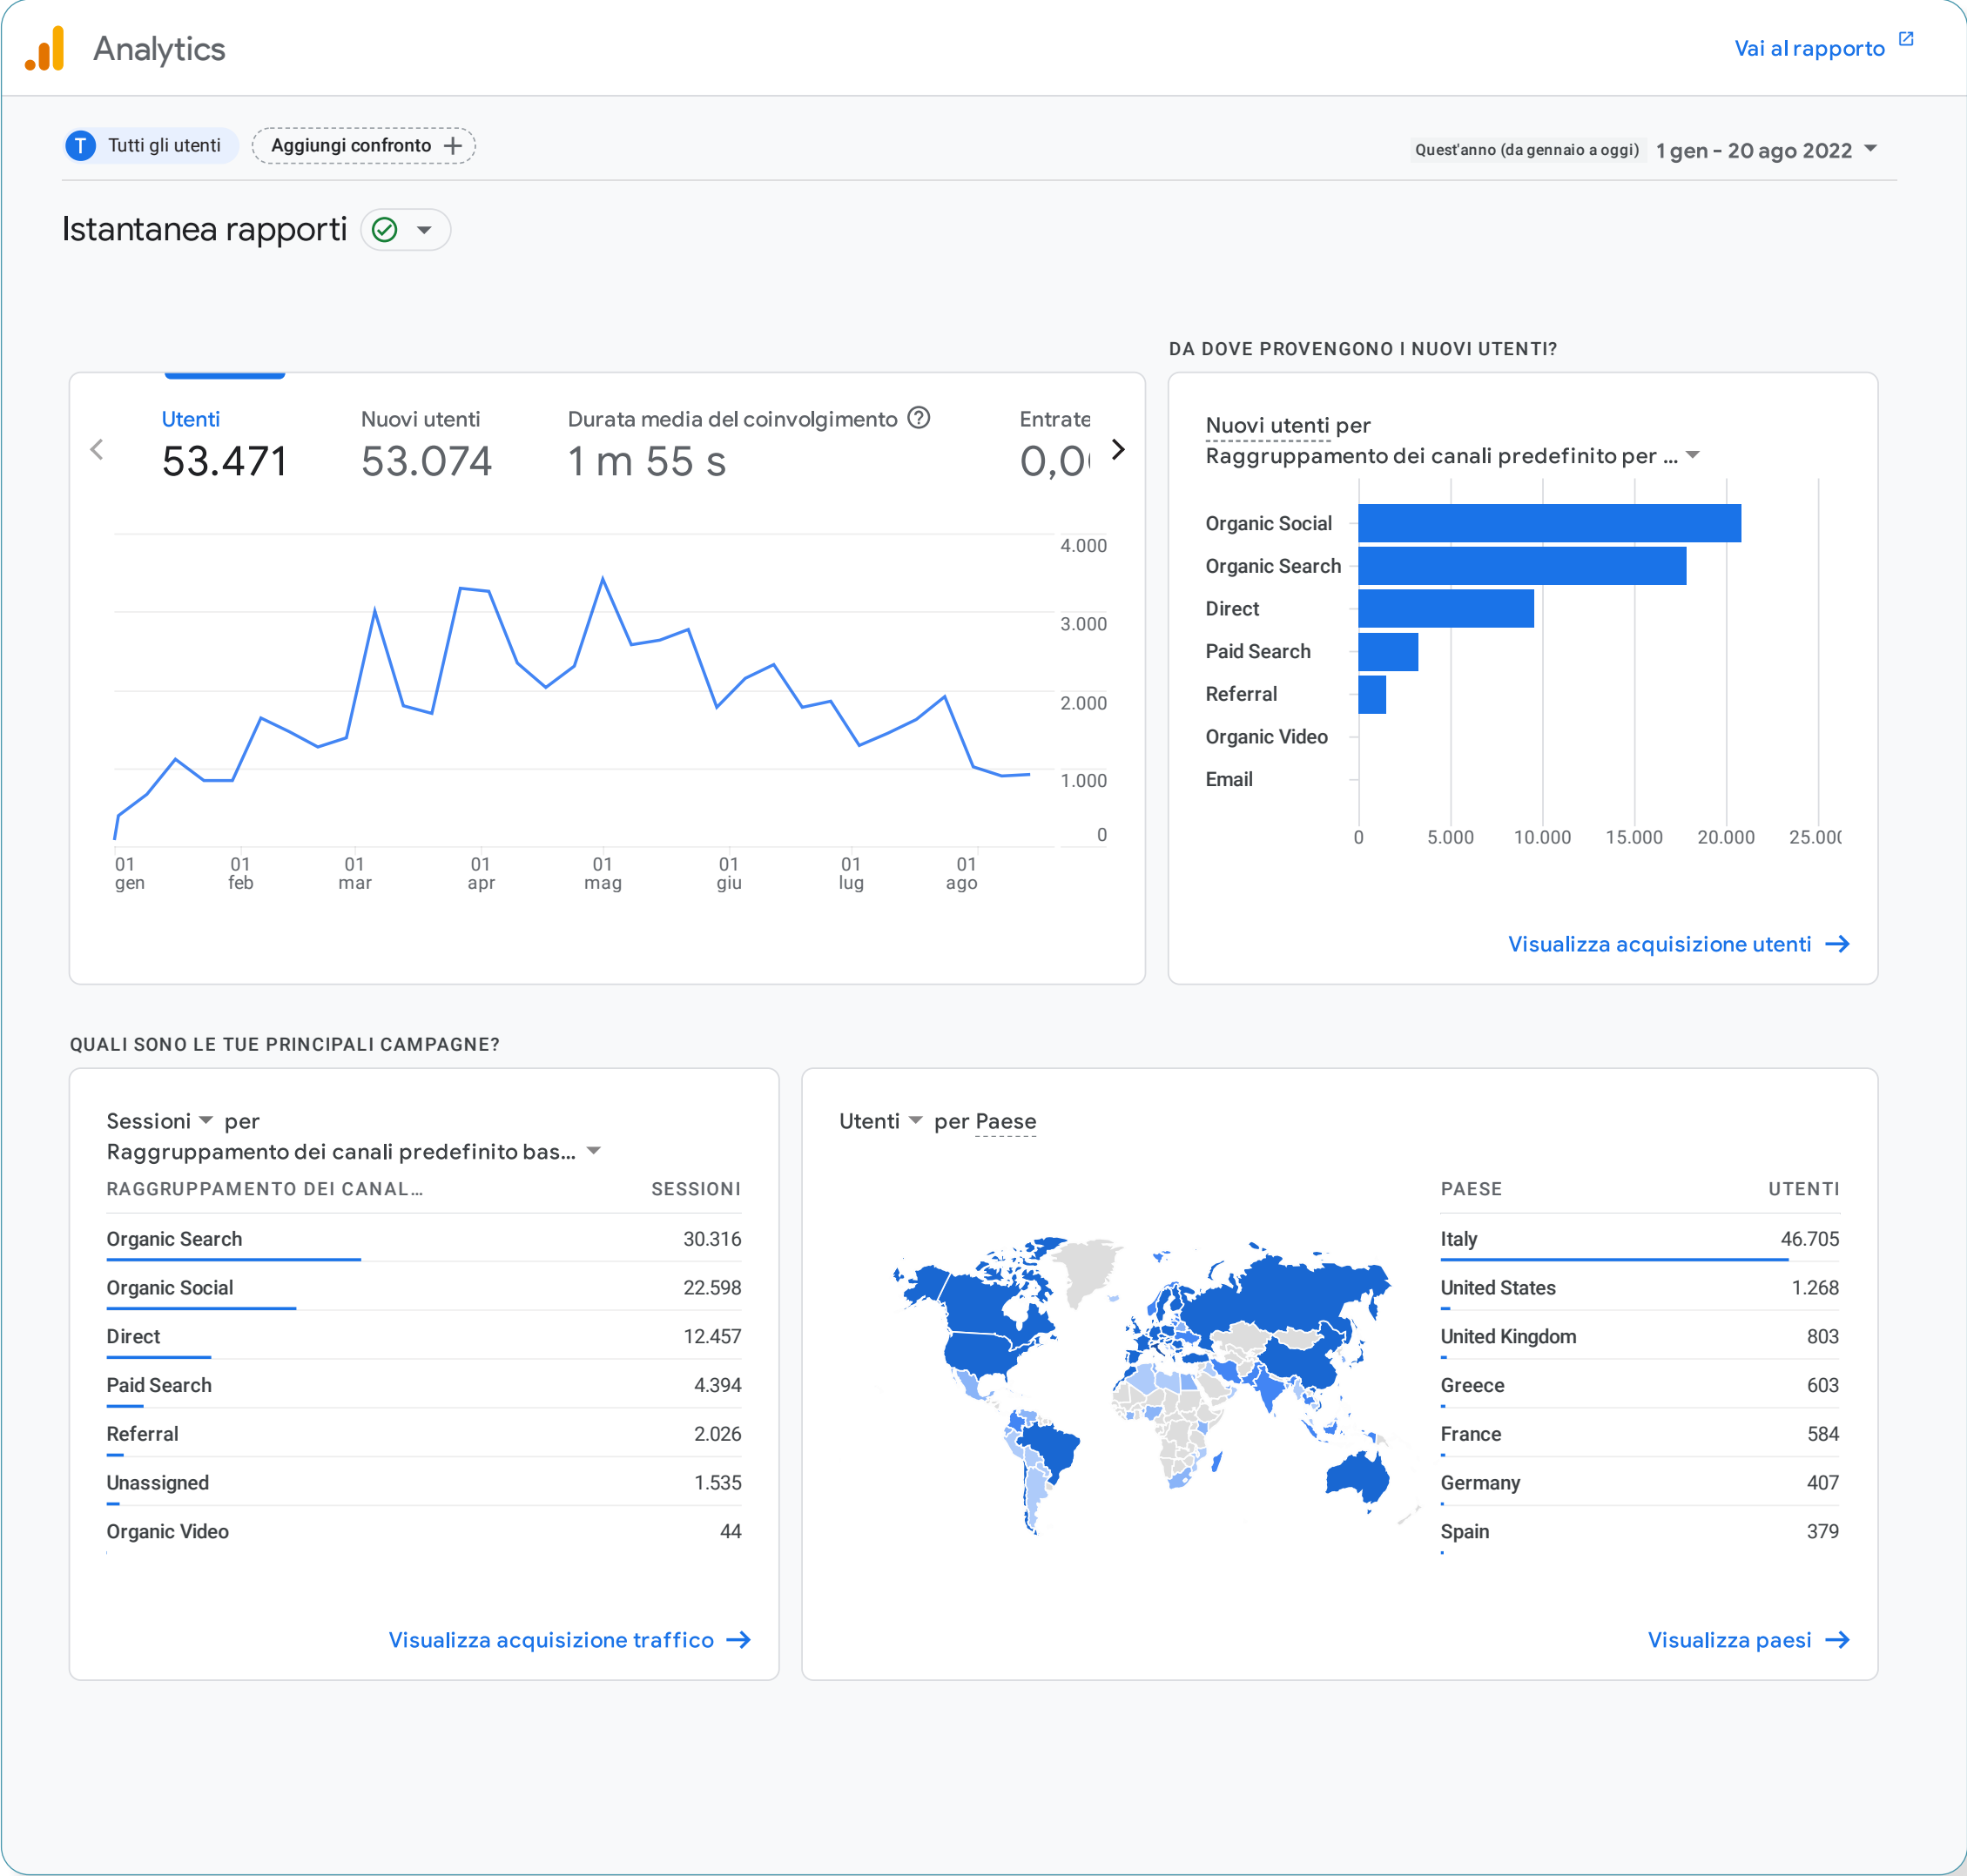 Analytics
Vai al rapporto
T Tutti gli utenti
Aggiungi confronto
Quest'anno (da gennaio a oggi) 1 gen - 20 ago 2022
Istantanea rapporti
Utenti
53.471
Nuovi utenti
53.074
Durata media del coinvolgimento
1 m 55 s
Entrate
0,0
4.000
3.000
2.000
1.000
0
01 gen
01 feb
01 mar
01 apr
01 mag
01 giu
01 lug
01 ago
DA DOVE PROVENGONO I NUOVI UTENTI?
Nuovi utenti per
Raggruppamento dei canali predefinito per ...
Organic Social
Organic Search
Direct
Paid Search
Referral
Organic Video
Email
0 5.000 10.000 15.000 20.000 25.00
Visualizza acquisizione utenti
QUALI SONO LE TUE PRINCIPALI CAMPAGNE?
Sessioni per
Raggruppamento dei canali predefinito bas...
RAGGRUPPAMENTO DEI CANAL... SESSIONI
Organic Search 30.316
Organic Social 22.598
Direct 12.457
Paid Search 4.394
Referral 2.026
Unassigned 1.535
Organic Video 44
Visualizza acquisizione traffico
Utenti per Paese
PAESE UTENTI
Italy 46.705
United States 1.268
United Kingdom 803
Greece 603
France 584
Germany 407
Spain 379
Visualizza paesi